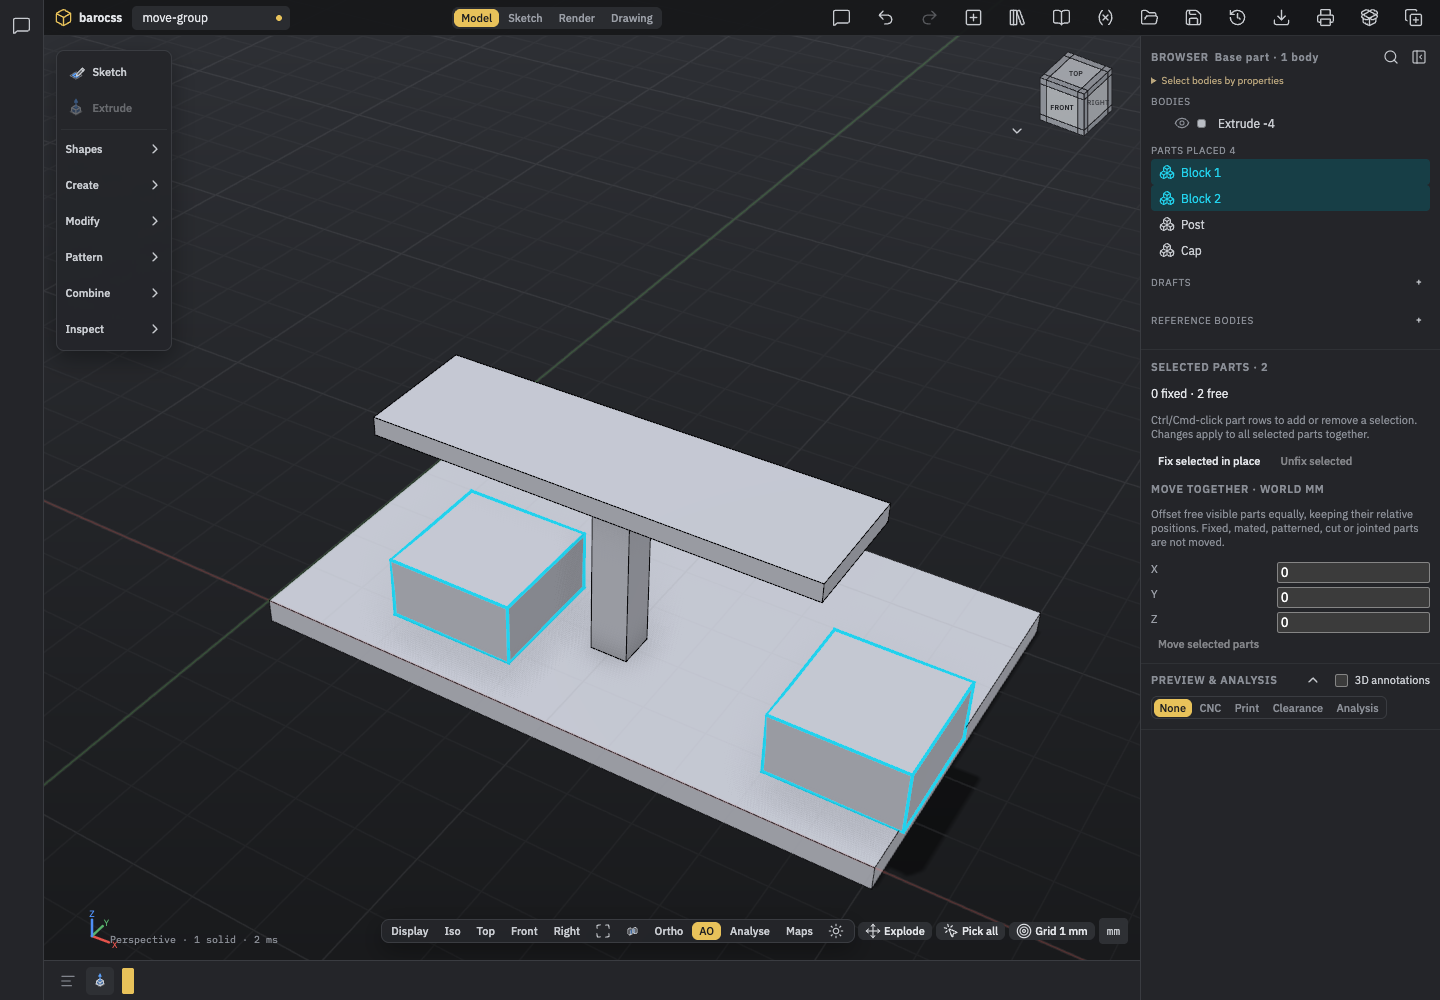 barocss
move-group
Model
Sketch
Render
Drawing
Sketch
Extrude
Shapes
Create
Modify
Pattern
Combine
Inspect
TOP
FRONT
RIGHT
BROWSER Base part · 1 body
Select bodies by properties
BODIES
Extrude -4
PARTS PLACED 4
Block 1
Block 2
Post
Cap
DRAFTS +
REFERENCE BODIES +
SELECTED PARTS · 2
0 fixed · 2 free
Ctrl/Cmd-click part rows to add or remove a selection.
Changes apply to all selected parts together.
Fix selected in place Unfix selected
MOVE TOGETHER · WORLD MM
Offset free visible parts equally, keeping their relative
positions. Fixed, mated, patterned, cut or jointed parts
are not moved.
X 0
Y 0
Z 0
Move selected parts
PREVIEW & ANALYSIS 3D annotations
None CNC Print Clearance Analysis
Z
Y
X
Perspective · 1 solid · 2 ms
Display Iso Top Front Right Ortho AO Analyse Maps Explode Pick all Grid 1 mm mm